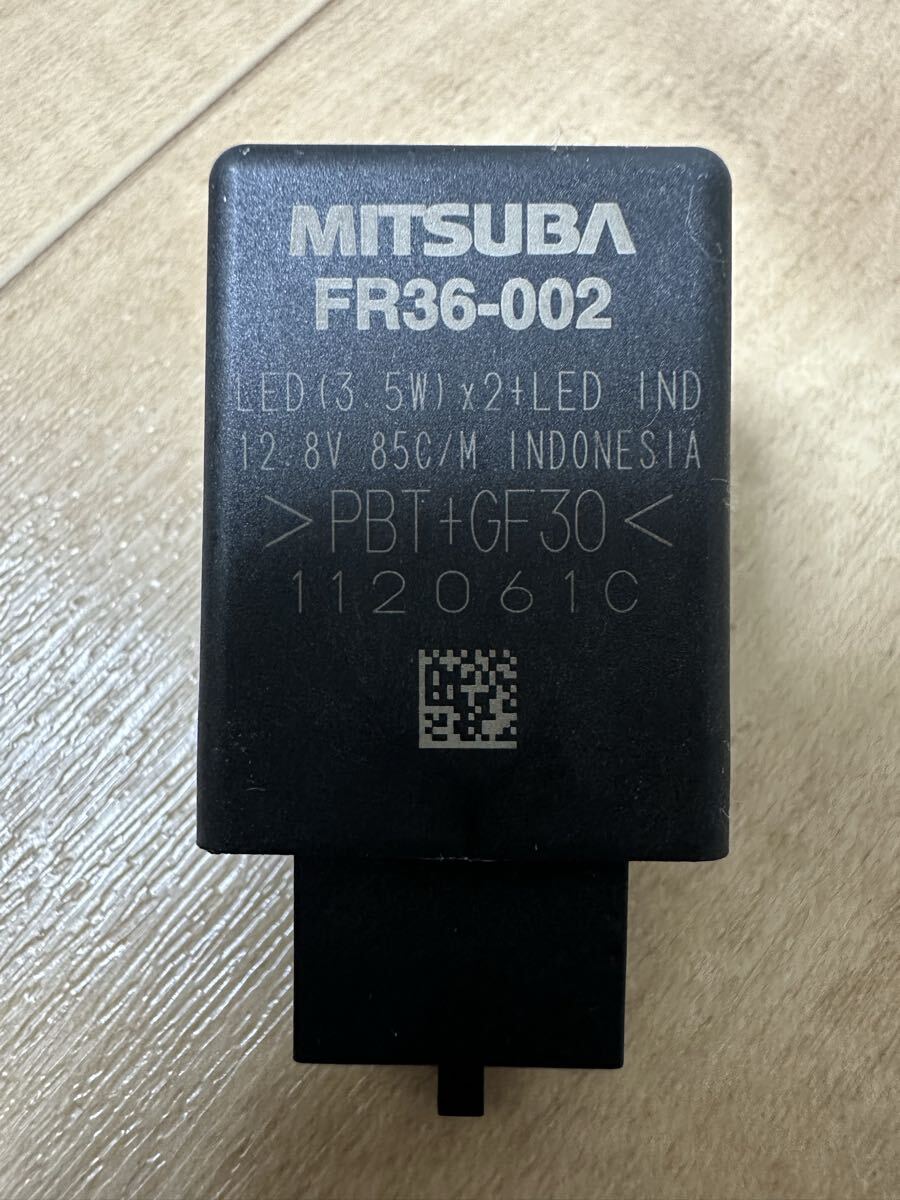 MITSUBA
FR36-002
LED(3.5W)x2+LED IND
12.8V 85C/M INDONESIA
>PBT+GF30<
112061C